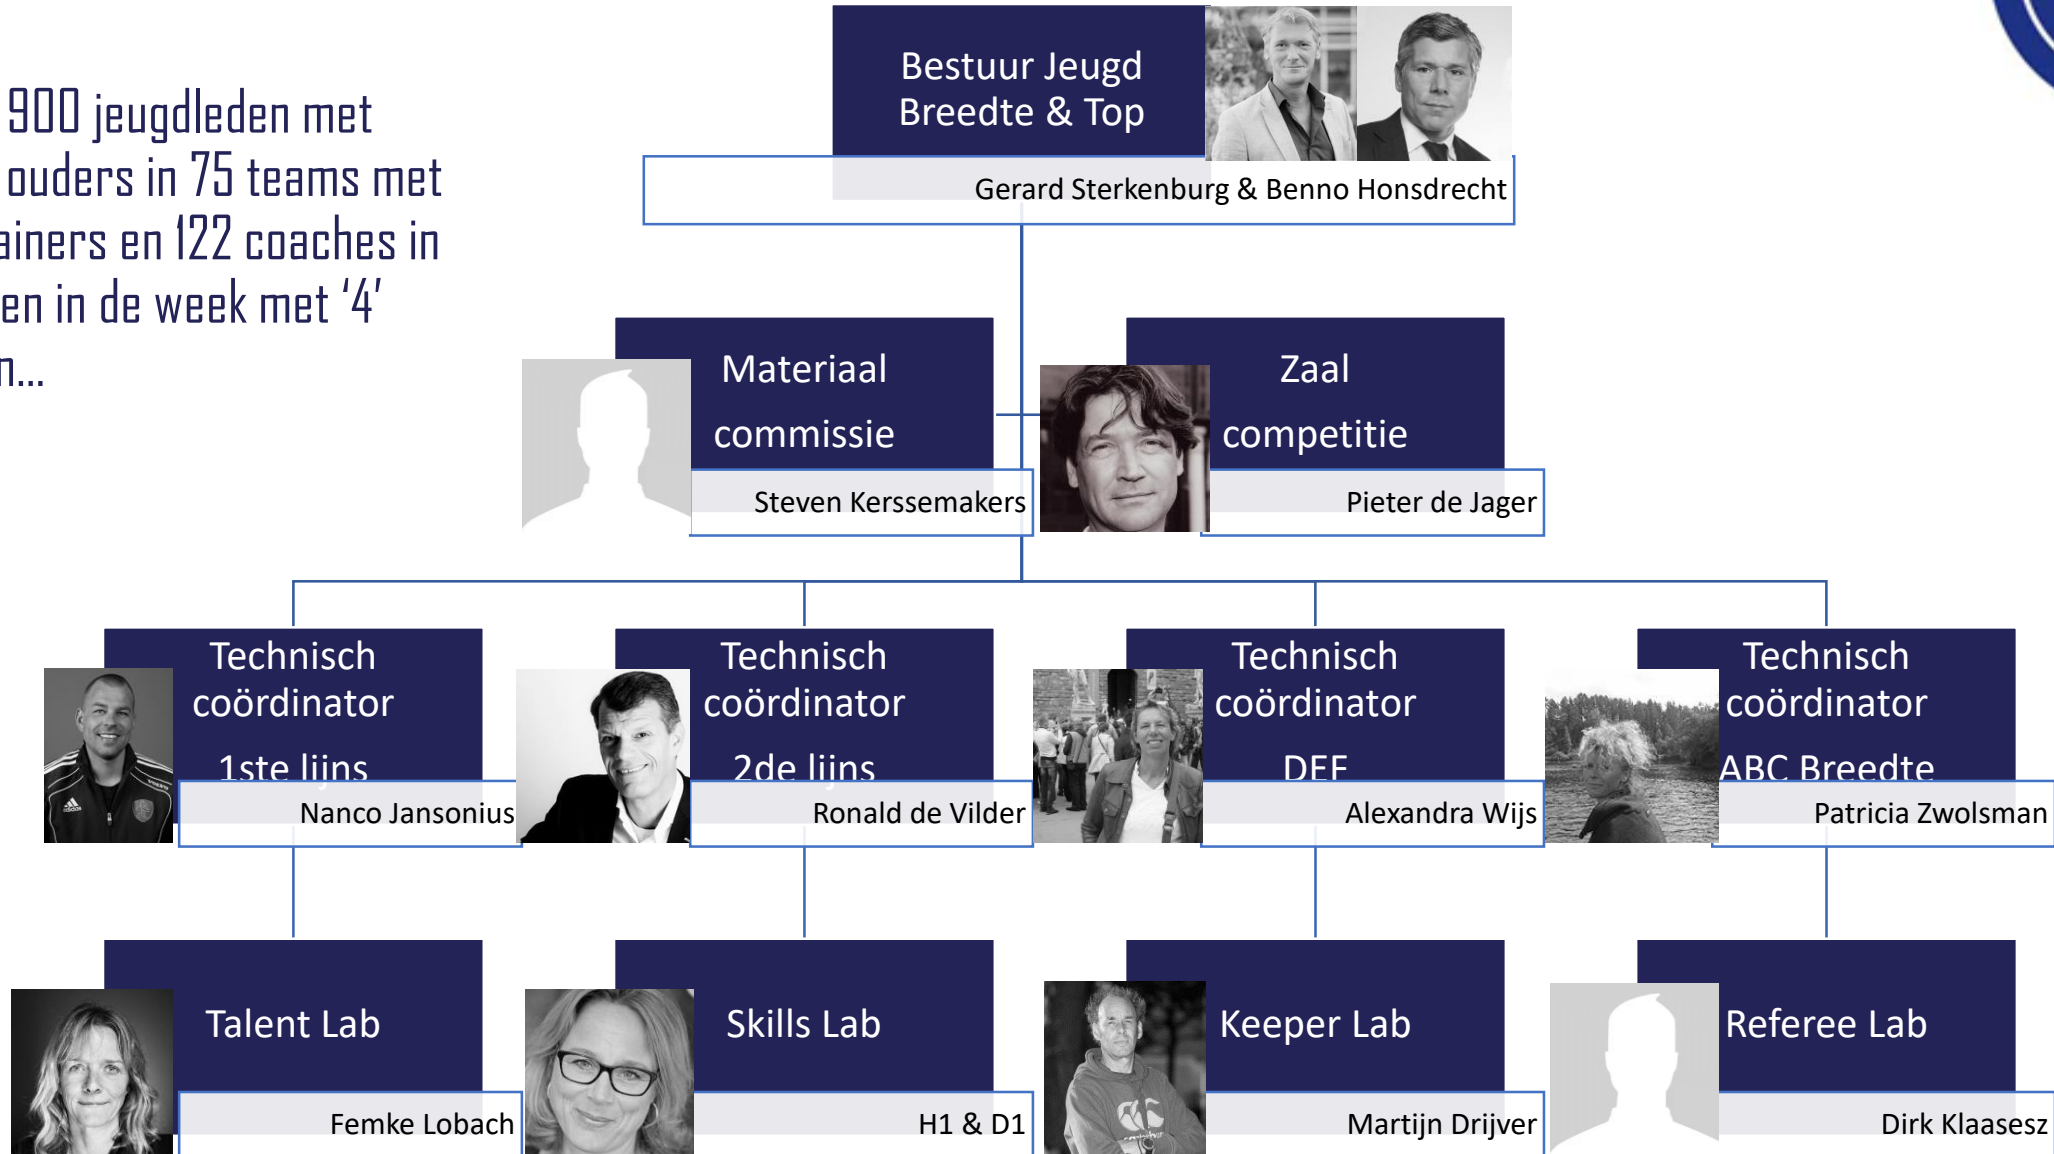 900 jeugdleden met
ouders in 75 teams met
ainers en 122 coaches in
en in de week met ‘4’
n...
Bestuur Jeugd
Breedte & Top
Gerard Sterkenburg & Benno Honsdrecht
Materiaal
commissie
Steven Kerssemakers
Zaal
competitie
Pieter de Jager
Technisch
coördinator
1ste lijns
Nanco Jansonius
Technisch
coördinator
2de lijns
Ronald de Vilder
Technisch
coördinator
DEF
Alexandra Wijs
Technisch
coördinator
ABC Breedte
Patricia Zwolsman
Talent Lab
Femke Lobach
Skills Lab
H1 & D1
Keeper Lab
Martijn Drijver
Referee Lab
Dirk Klaasesz